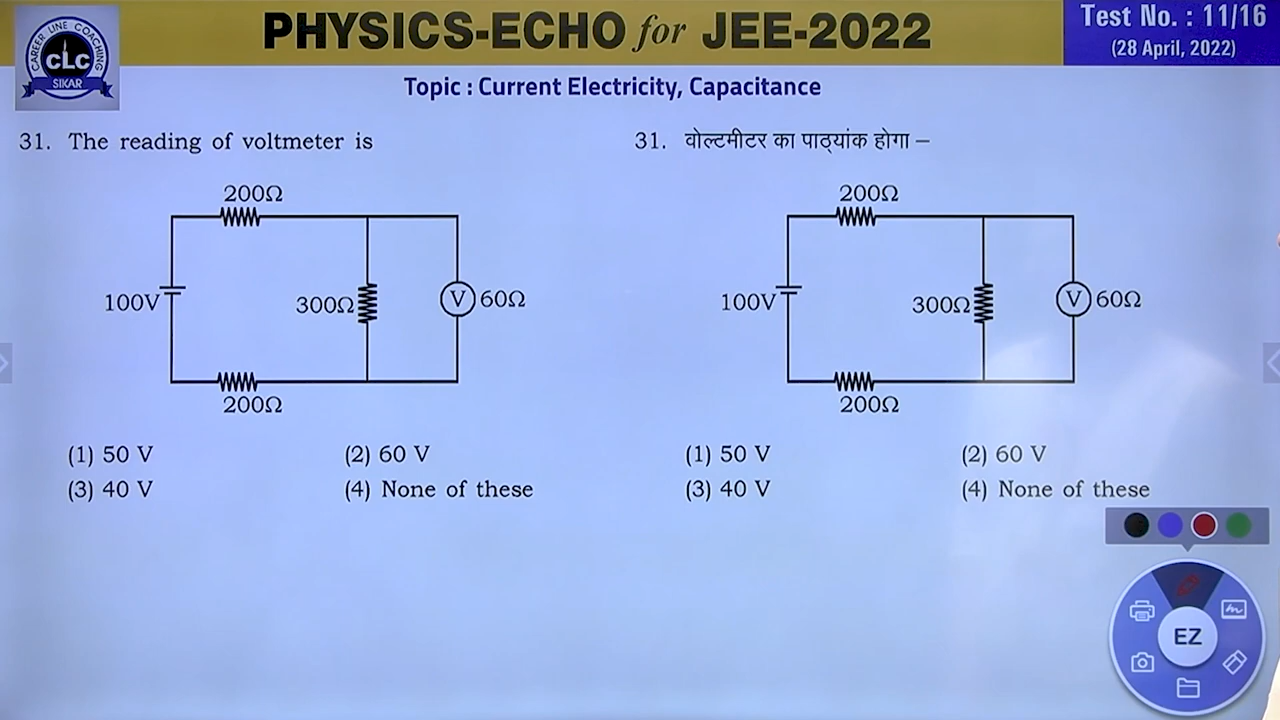 PHYSICS-ECHO for JEE-2022
Test No. : 11/16
(28 April, 2022)
CAREER LINE COACHING
CLC
SIKAR
Topic : Current Electricity, Capacitance
31. The reading of voltmeter is
200Ω
100V
300Ω
V
60Ω
200Ω
(1) 50 V
(2) 60 V
(3) 40 V
(4) None of these
31. वोल्टमीटर का पाठ्यांक होगा –
200Ω
100V
300Ω
V
60Ω
200Ω
(1) 50 V
(2) 60 V
(3) 40 V
(4) None of these
EZ